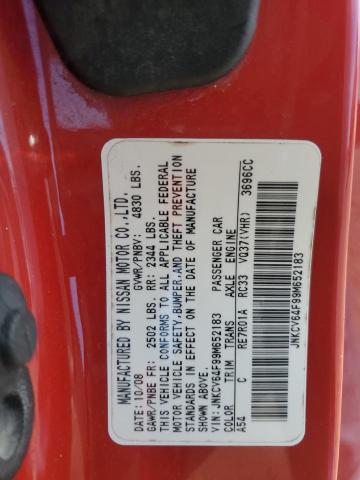 MANUFACTURED BY NISSAN MOTOR CO.,LTD.
DATE: 10/08 GVWR/PNBV: 4830 LBS.
GAWR/PNBE FR: 2502 LBS. RR: 2344 LBS.
THIS VEHICLE CONFORMS TO ALL APPLICABLE FEDERAL
MOTOR VEHICLE SAFETY,BUMPER,AND THEFT PREVENTION
STANDARDS IN EFFECT ON THE DATE OF MANUFACTURE
SHOWN ABOVE.
VIN: JNKCV64F99M652183 PASSENGER CAR
COLOR TRIM TRANS AXLE ENGINE
A54 C RE7R01A RC33 VQ37(VHR) 3696CC
JNKCV64F99M652183